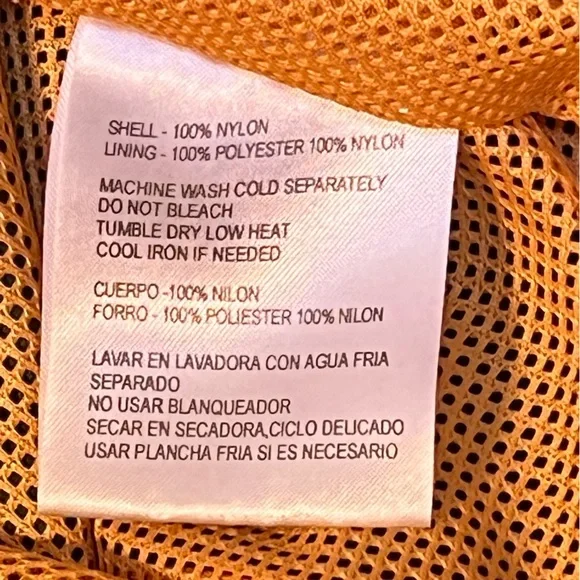 SHELL - 100% NYLON
LINING - 100% POLYESTER 100% NYLON
MACHINE WASH COLD SEPARATELY
DO NOT BLEACH
TUMBLE DRY LOW HEAT
COOL IRON IF NEEDED
CUERPO -100% NILON
FORRO - 100% POLIESTER 100% NILON
LAVAR EN LAVADORA CON AGUA FRIA
SEPARADO
NO USAR BLANQUEADOR
SECAR EN SECADORA,CICLO DELICADO
USAR PLANCHA FRIA SI ES NECESARIO